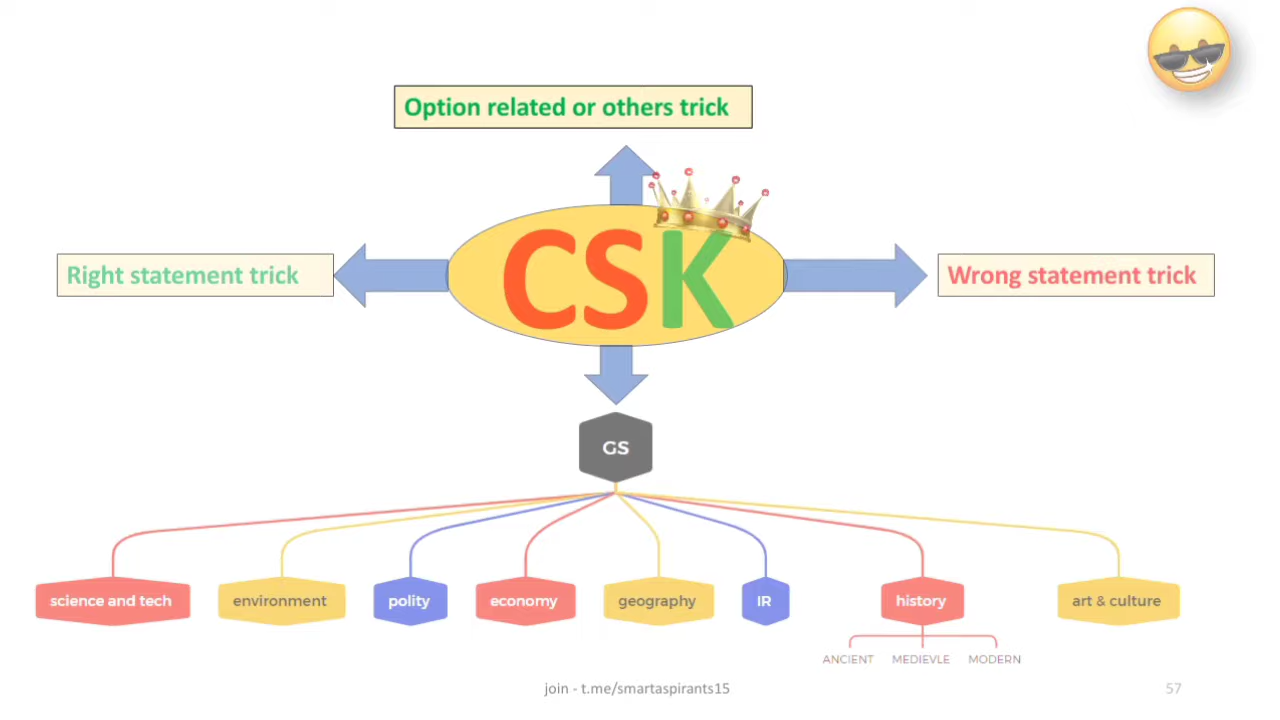 Option related or others trick
CSK
Right statement trick
Wrong statement trick
GS
science and tech
environment
polity
economy
geography
IR
history
art & culture
ANCIENT
MEDIEVLE
MODERN
join - t.me/smartaspirants15
57